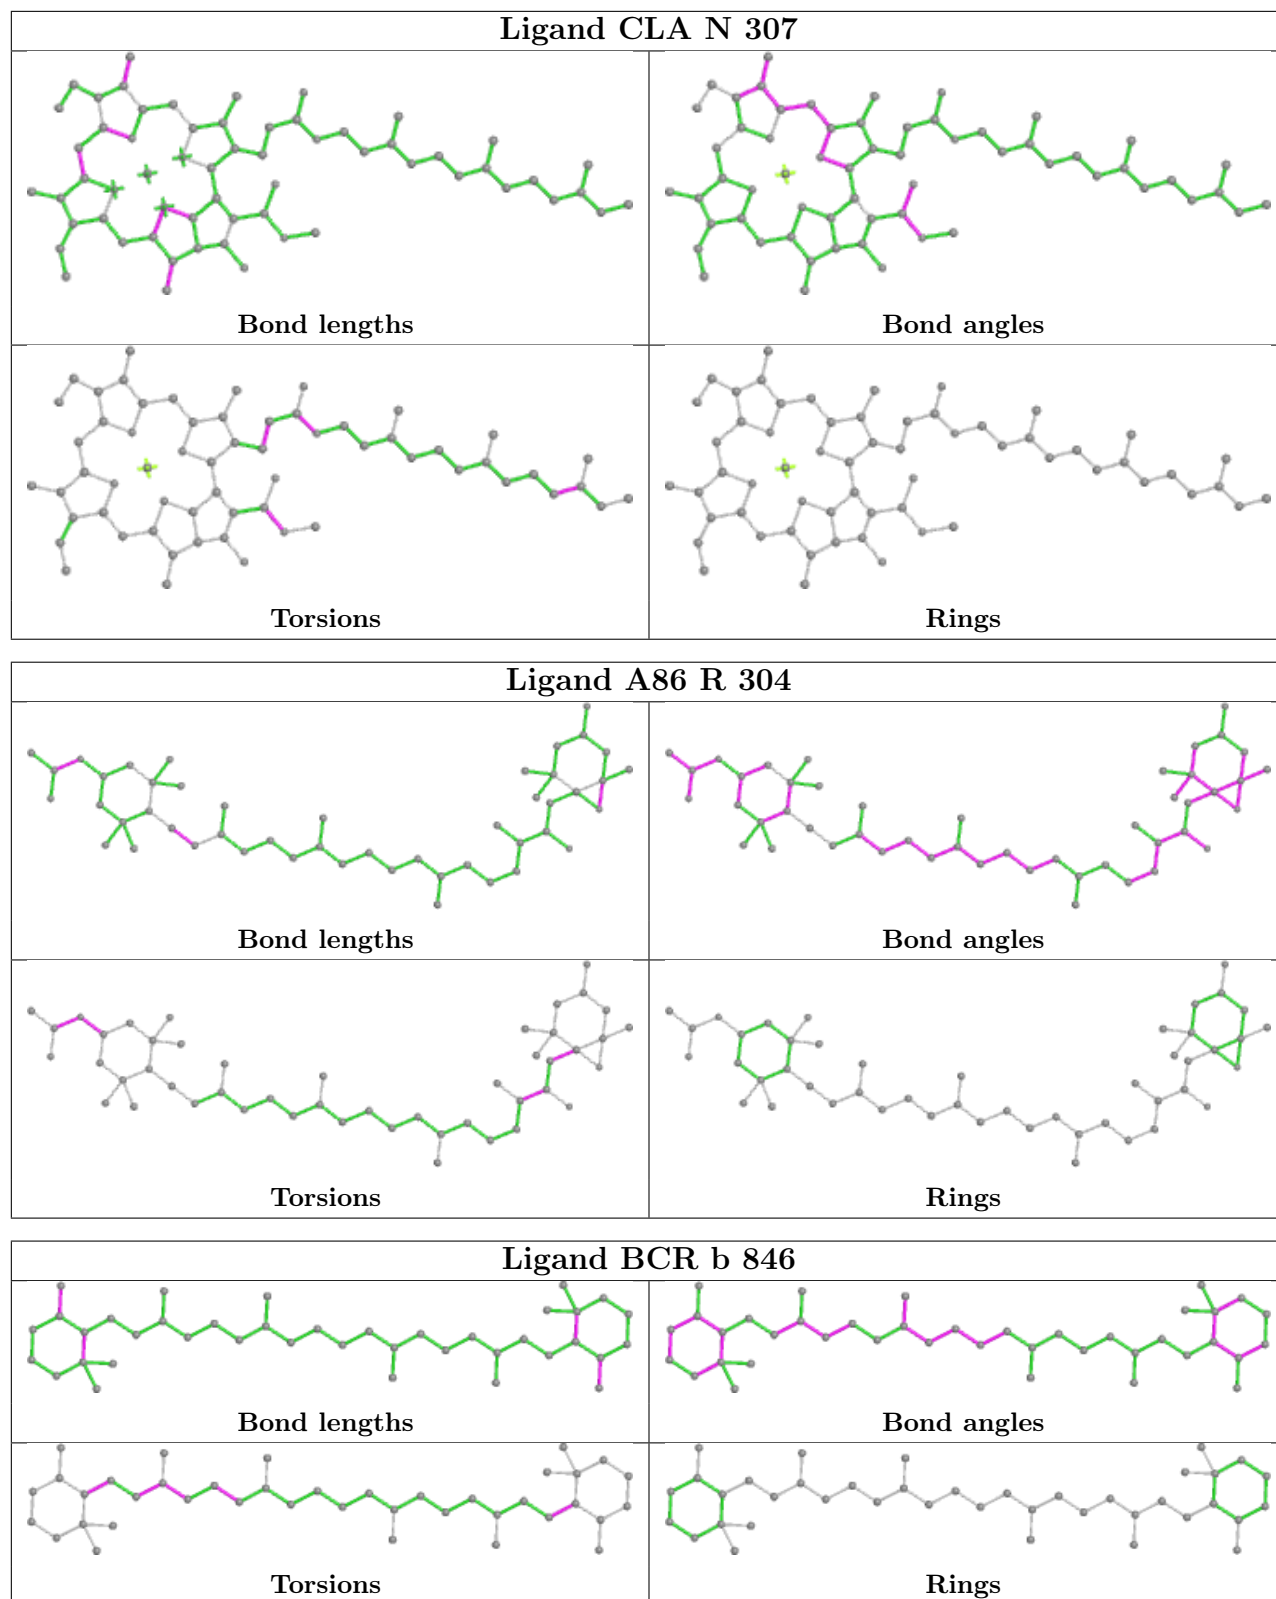 Ligand CLA N 307
Bond lengths
Bond angles
Torsions
Rings
Ligand A86 R 304
Bond lengths
Bond angles
Torsions
Rings
Ligand BCR b 846
Bond lengths
Bond angles
Torsions
Rings